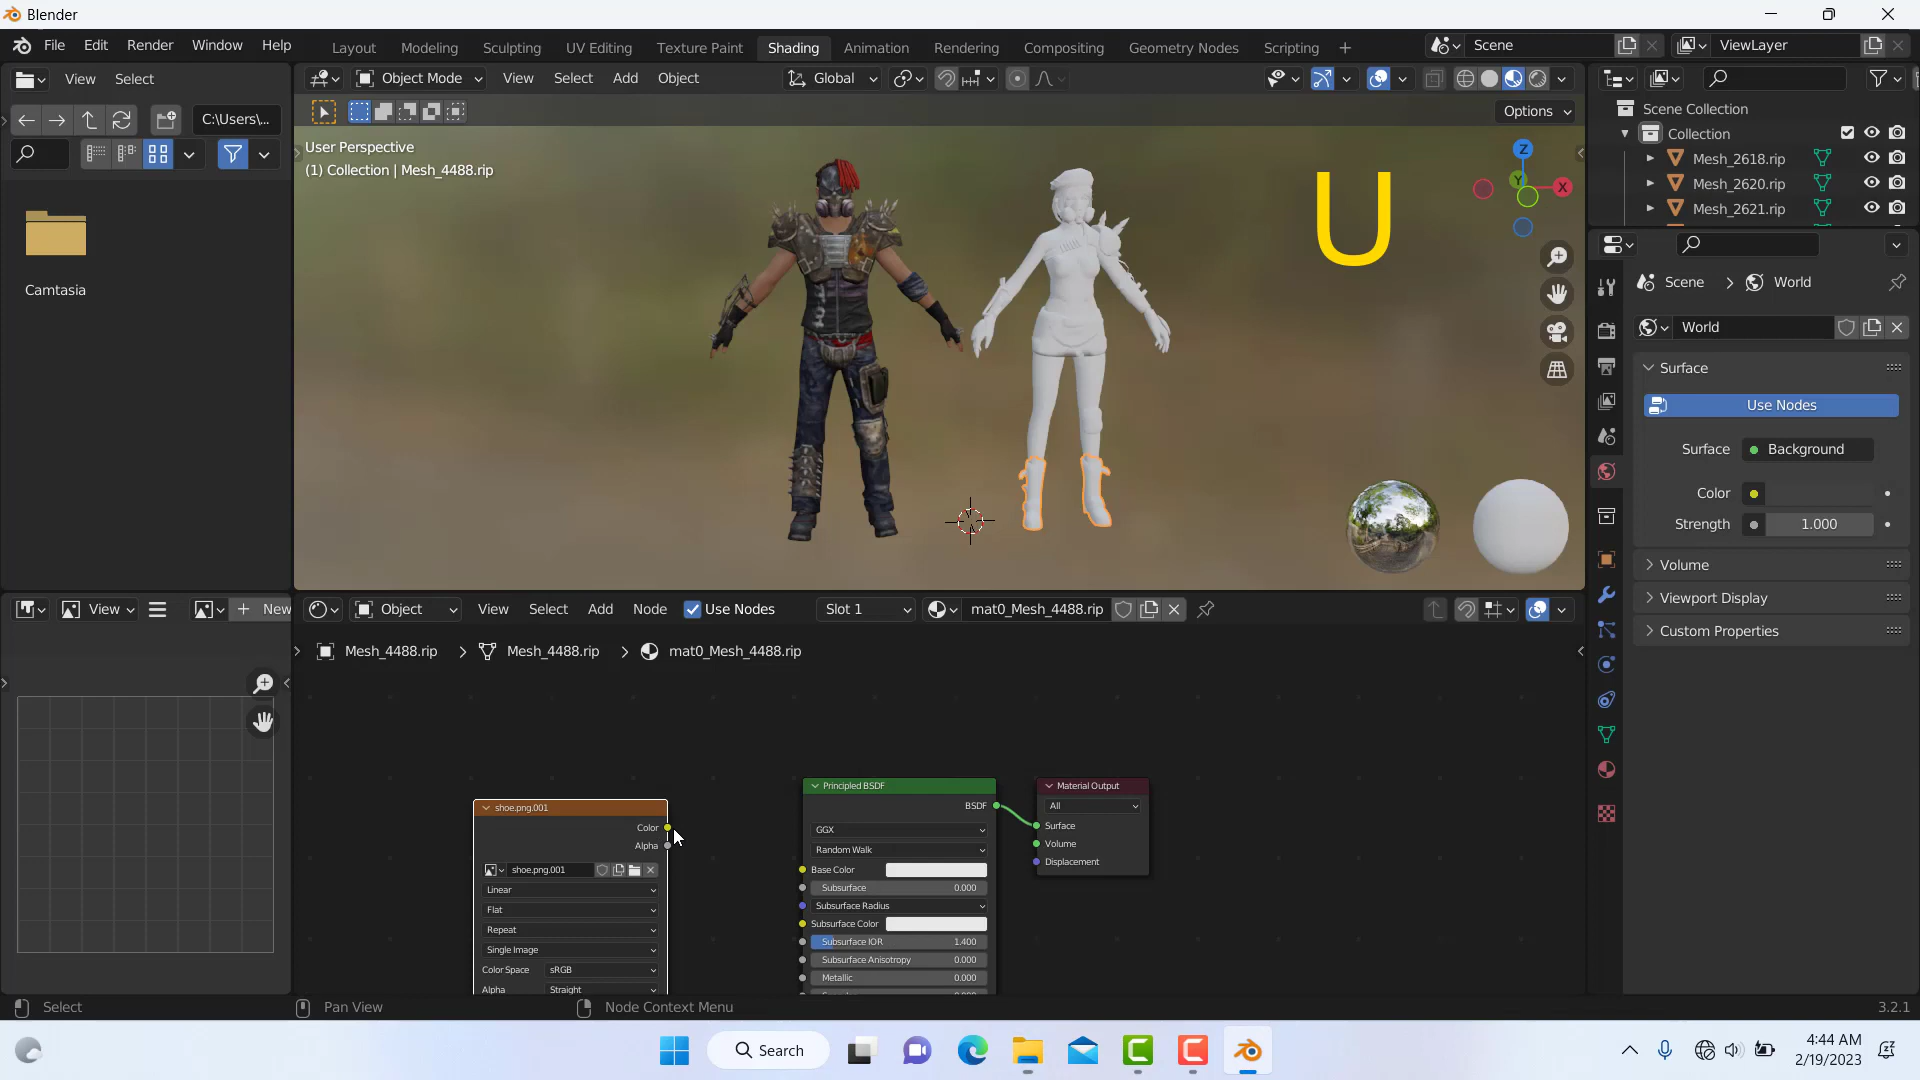 Blender
File Edit Render Window Help Layout Modeling Sculpting UV Editing Texture Paint Shading Animation Rendering Compositing Geometry Nodes Scripting + Scene ViewLayer
View Select
Object Mode View Select Add Object Global
C:\Users\...
Options
Camtasia
User Perspective
(1) Collection | Mesh_4488.rip
U
Z
Y
X
Scene Collection
Collection
Mesh_2618.rip
Mesh_2620.rip
Mesh_2621.rip
Scene > World
World
Surface
Use Nodes
Surface Background
Color
Strength 1.000
Volume
Viewport Display
Custom Properties
View + New
Object View Select Add Node Use Nodes Slot 1 mat0_Mesh_4488.rip
Mesh_4488.rip > Mesh_4488.rip > mat0_Mesh_4488.rip
shoe.png.001
Color
Alpha
shoe.png.001
Linear
Flat
Repeat
Single Image
Color Space sRGB
Alpha Straight
Principled BSDF
BSDF
GGX
Random Walk
Base Color
Subsurface 0.000
Subsurface Radius
Subsurface Color
Subsurface IOR 1.400
Subsurface Anisotropy 0.000
Metallic 0.000
Material Output
All
Surface
Volume
Displacement
Select Pan View Node Context Menu 3.2.1
Search
4:44 AM
2/19/2023